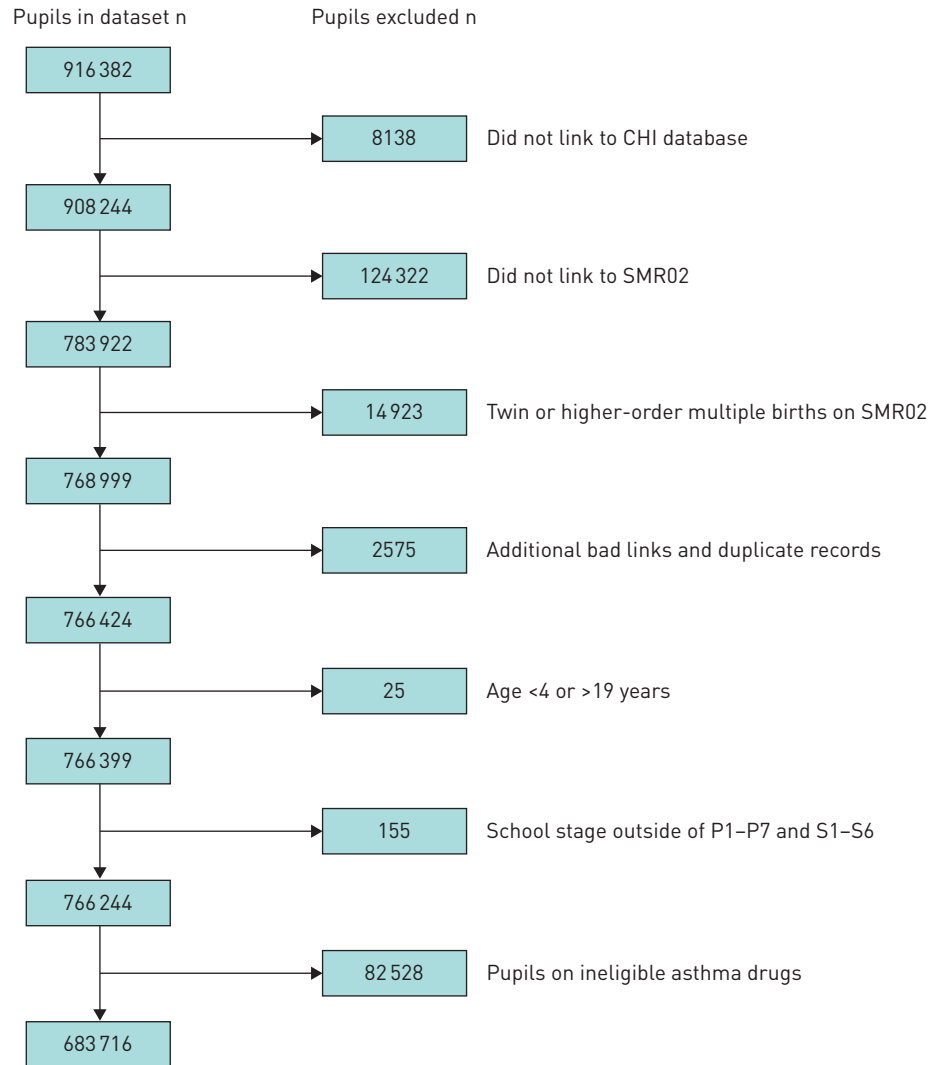 Pupils in dataset n
Pupils excluded n
916 382
8138
Did not link to CHI database
908 244
124 322
Did not link to SMR02
783 922
14 923
Twin or higher-order multiple births on SMR02
768 999
2575
Additional bad links and duplicate records
766 424
25
Age <4 or >19 years
766 399
155
School stage outside of P1–P7 and S1–S6
766 244
82 528
Pupils on ineligible asthma drugs
683 716